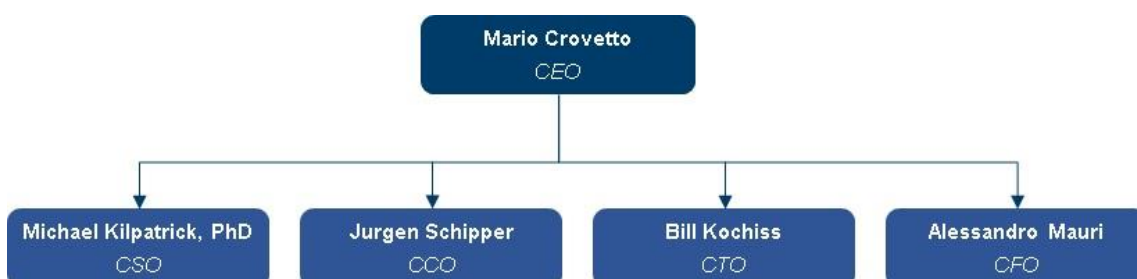 Mario Crovetto
CEO
Michael Kilpatrick, PhD
CSO
Jurgen Schipper
CCO
Bill Kochiss
CTO
Alessandro Mauri
CFO